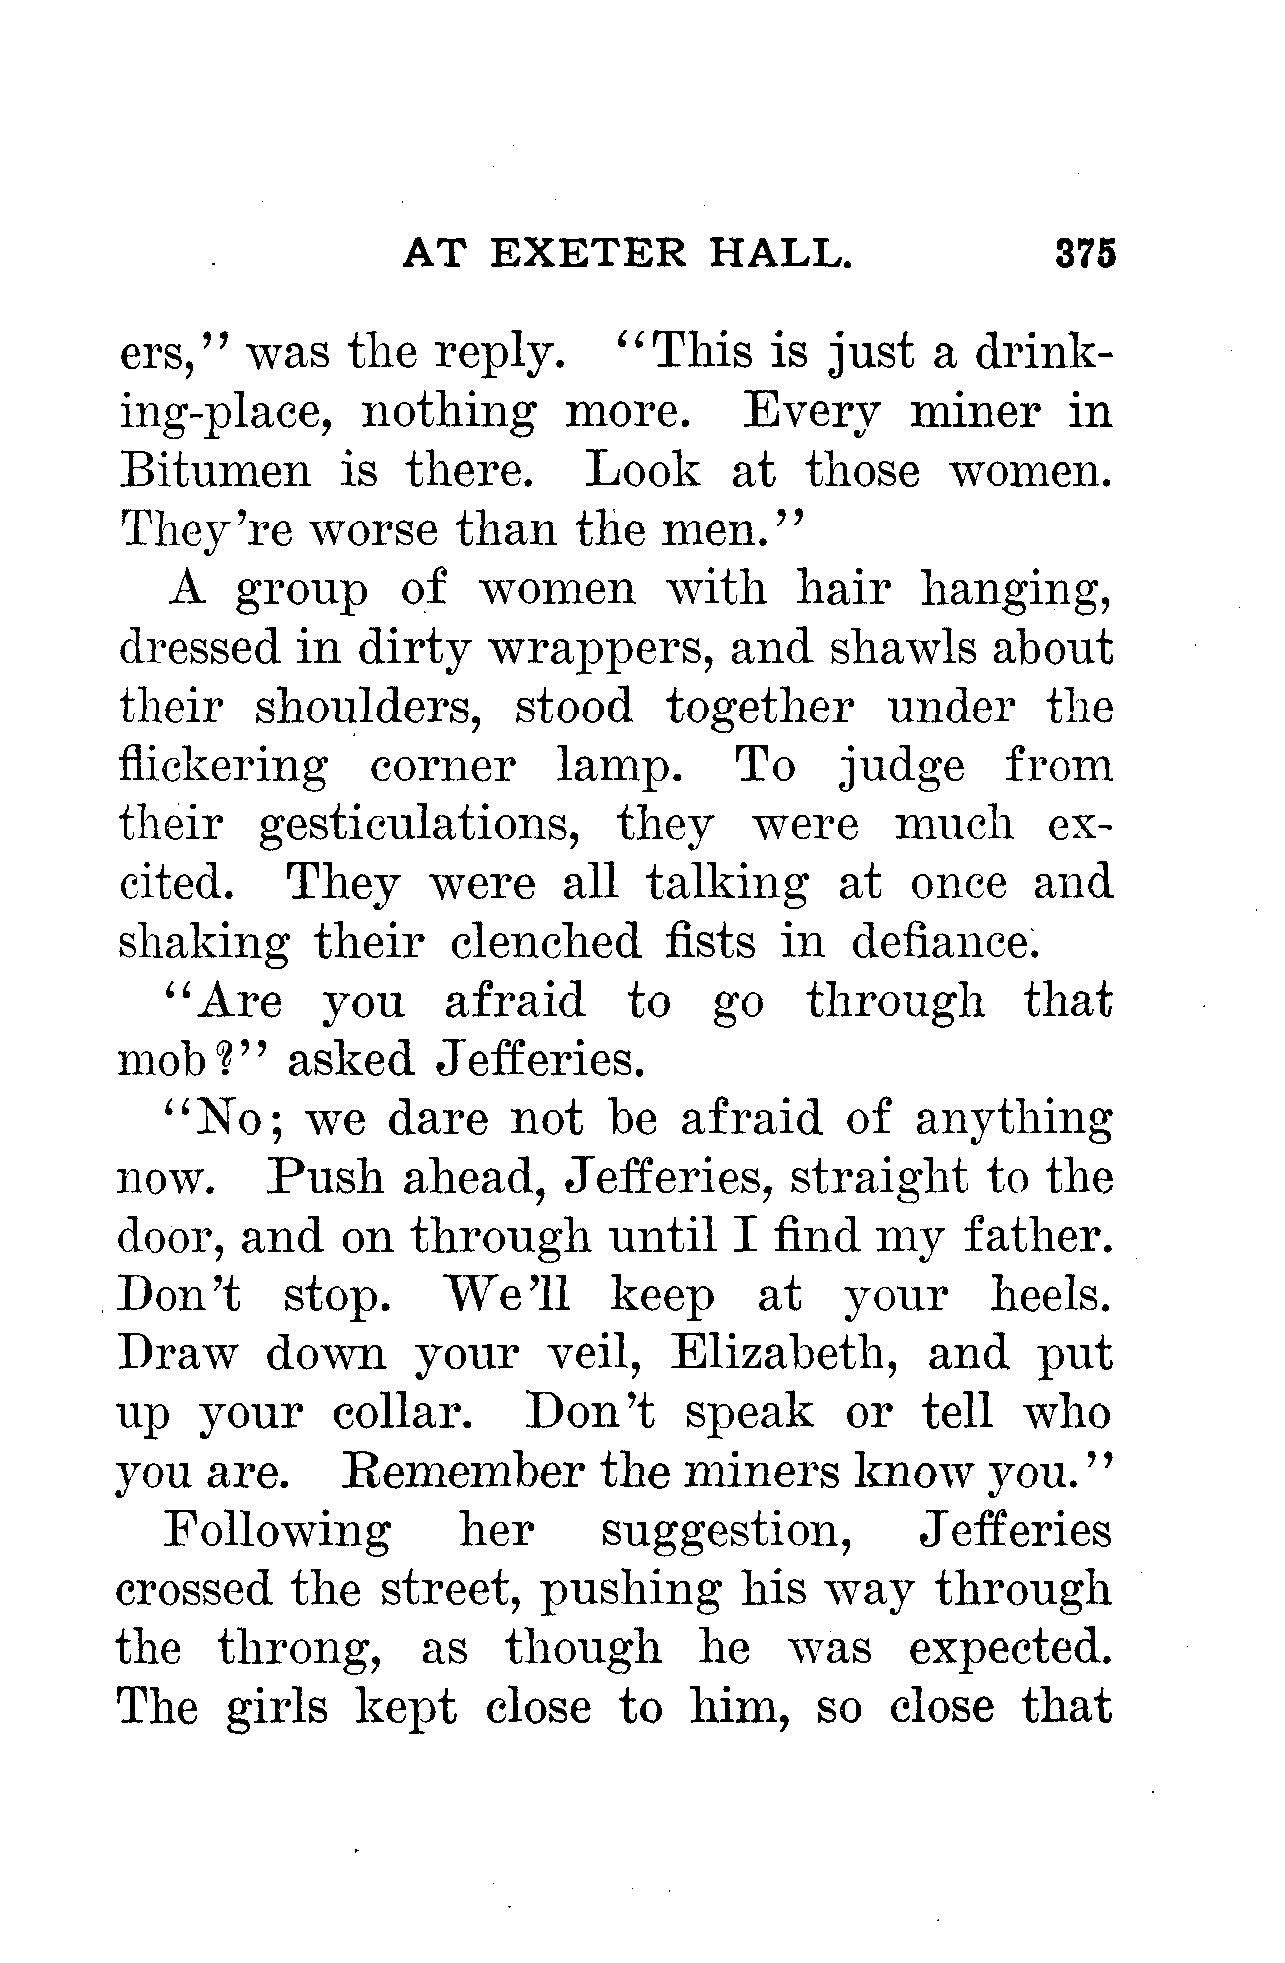 AT EXETER HALL. 375
ers," was the reply. "This is just a drink-
ing-place, nothing more. Every miner in
Bitumen is there. Look at those women.
They're worse than the men."
A group of women with hair hanging,
dressed in dirty wrappers, and shawls about
their shoulders, stood together under the
flickering corner lamp. To judge from
their gesticulations, they were much ex-
cited. They were all talking at once and
shaking their clenched fists in defiance.
"Are you afraid to go through that
mob?" asked Jefferies.
"No; we dare not be afraid of anything
now. Push ahead, Jefferies, straight to the
door, and on through until I find my father.
Don't stop. We'll keep at your heels.
Draw down your veil, Elizabeth, and put
up your collar. Don't speak or tell who
you are. Remember the miners know you."
Following her suggestion, Jefferies
crossed the street, pushing his way through
the throng, as though he was expected.
The girls kept close to him, so close that